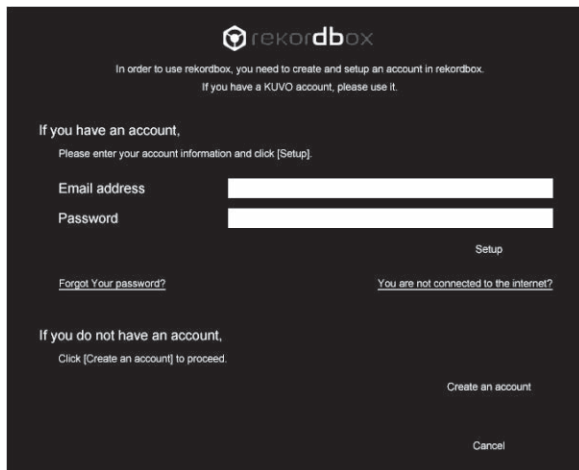 rekordbox
In order to use rekordbox, you need to create and setup an account in rekordbox.
If you have a KUVO account, please use it.
If you have an account,
Please enter your account information and click [Setup].
Email address
Password
Setup
Forgot Your password?
You are not connected to the internet?
If you do not have an account,
Click [Create an account] to proceed.
Create an account
Cancel